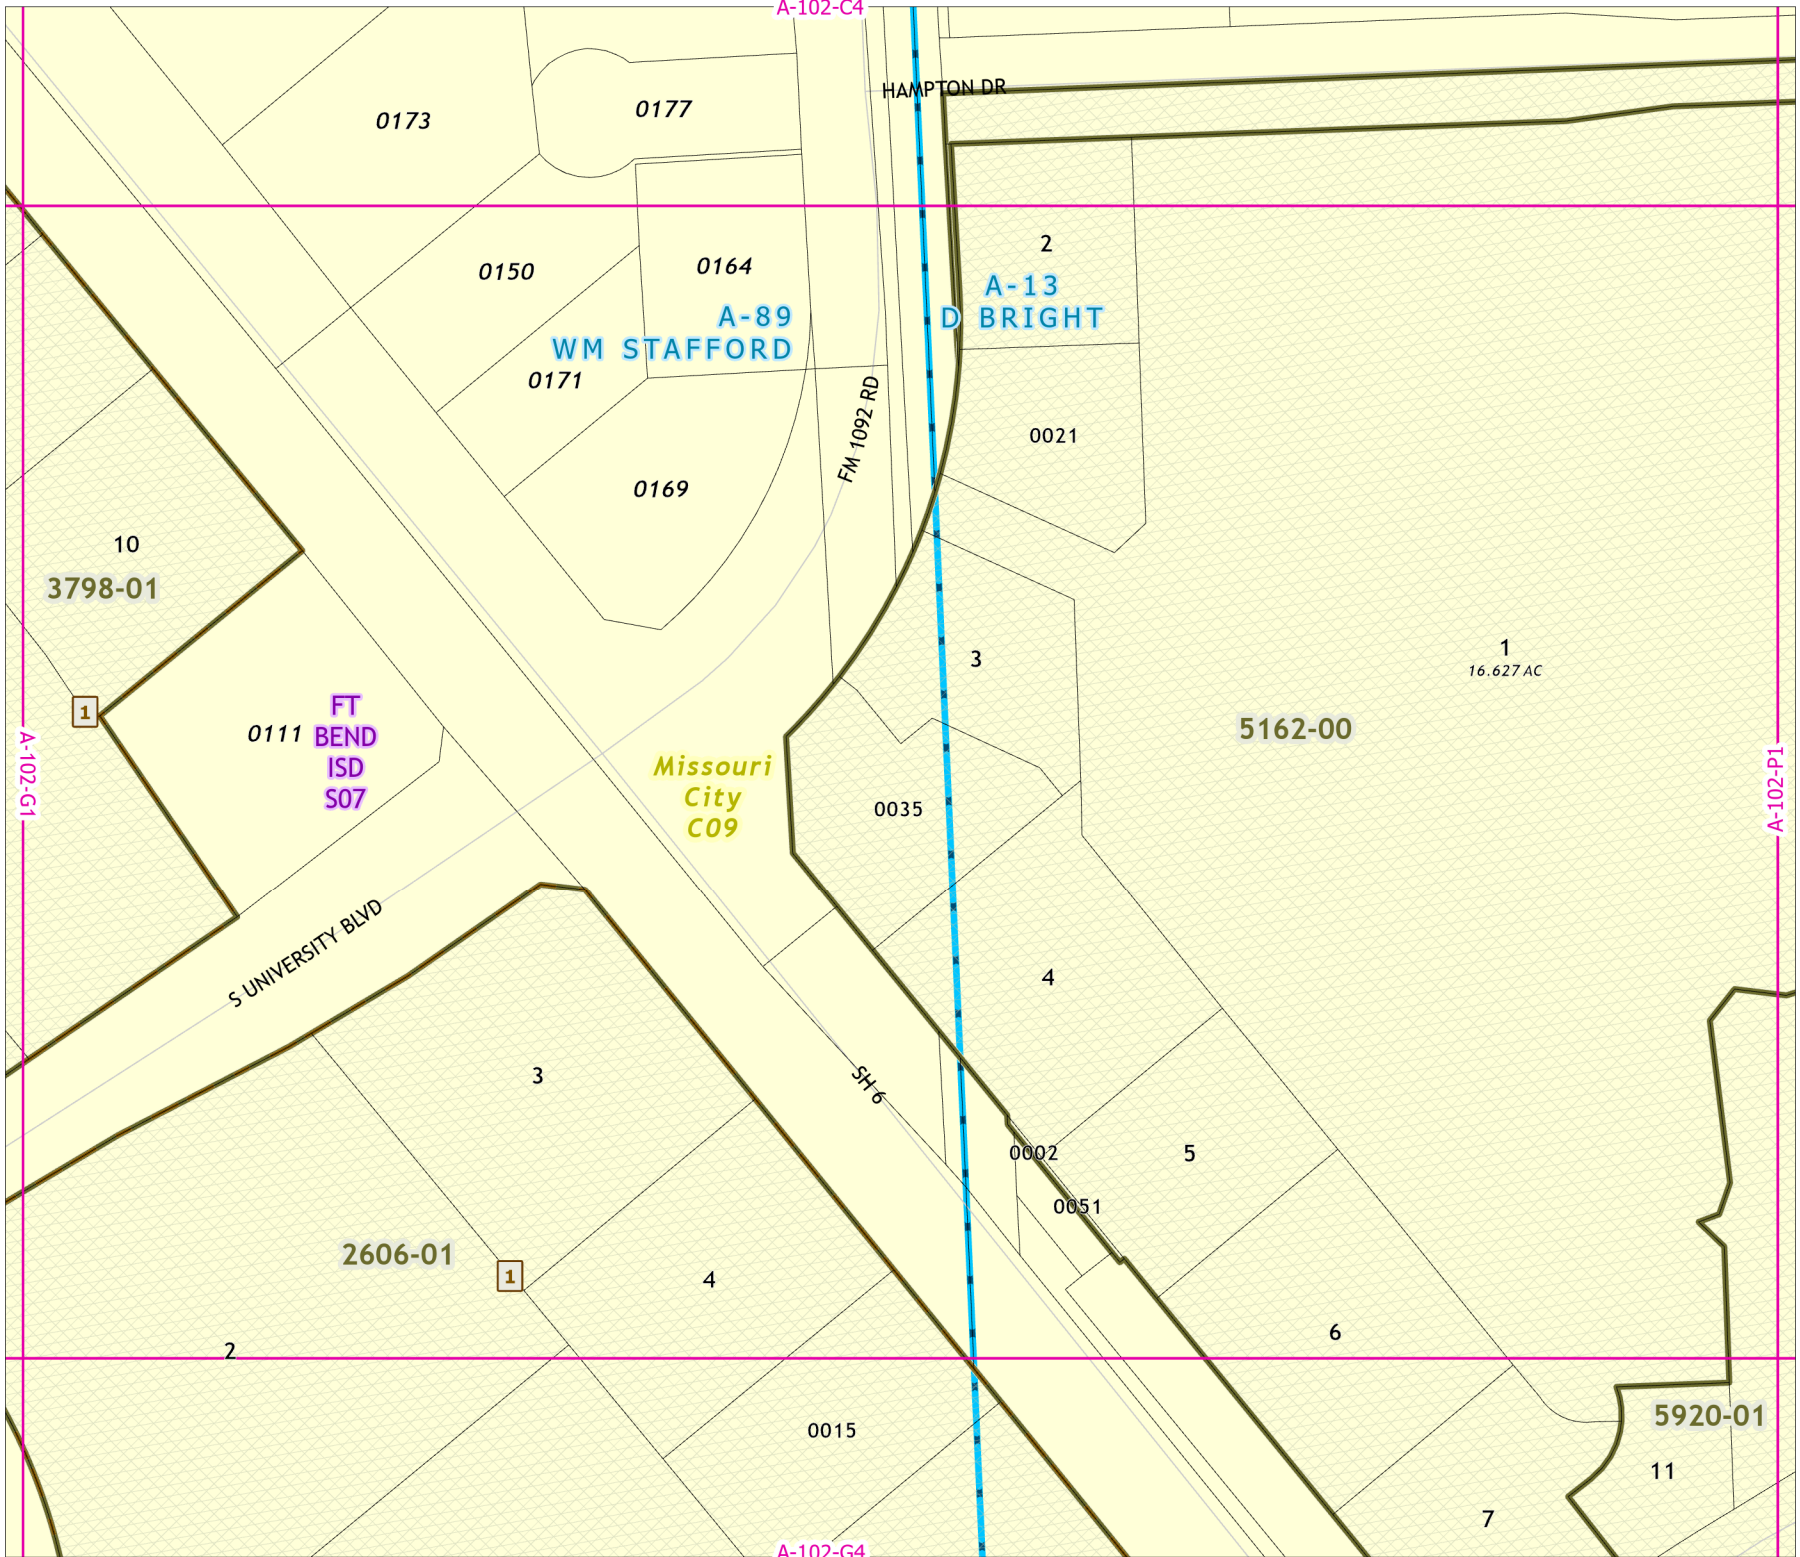 A-102-C4
HAMPTON DR
0173
0177
2
0150
0164
A-13
D BRIGHT
A-89
WM STAFFORD
0171
FM 1092 RD
0021
0169
10
3798-01
3
1
16.627 AC
1
0111
FT
BEND
ISD
S07
Missouri
City
C09
5162-00
A-102-G1
A-102-P1
0035
S UNIVERSITY BLVD
4
3
SH 6
0002
5
0051
2606-01
1
4
6
2
5920-01
0015
11
7
A-102-G4